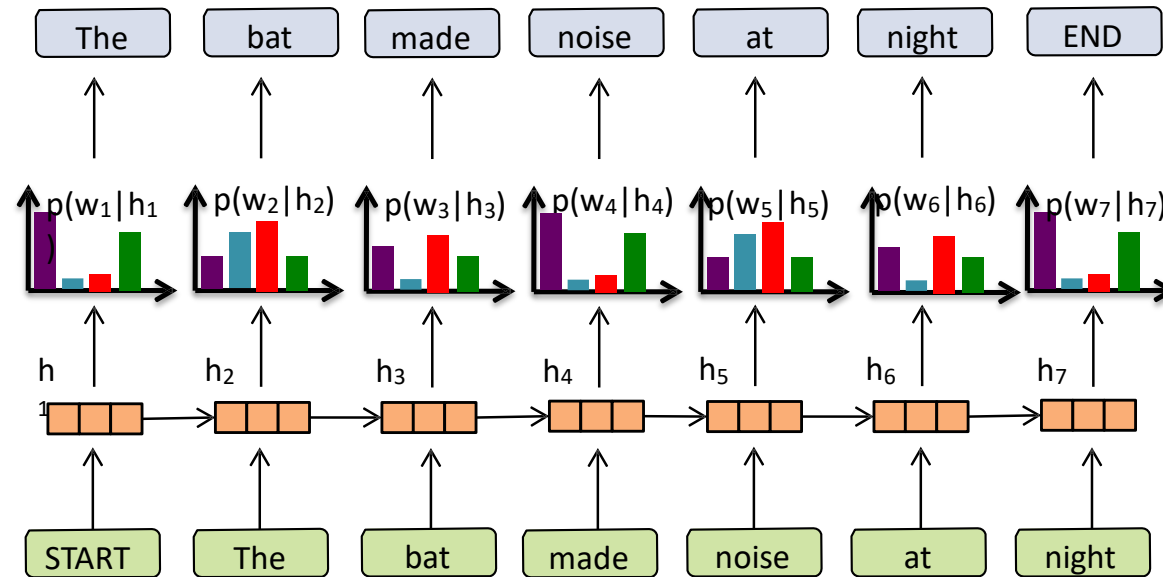 The bat made noise at night END
p(w₁|h₁) p(w₂|h₂) p(w₃|h₃) p(w₄|h₄) p(w₅|h₅) p(w₆|h₆) p(w₇|h₇)
h₁ h₂ h₃ h₄ h₅ h₆ h₇
START The bat made noise at night